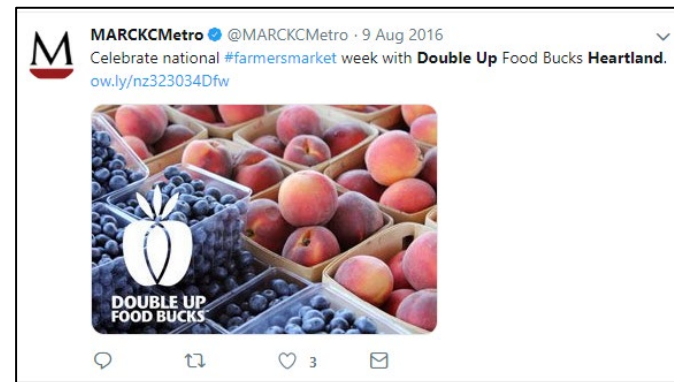 MARCKCMetro @MARCKCMetro · 9 Aug 2016
Celebrate national #farmersmarket week with Double Up Food Bucks Heartland.
ow.ly/nz323034Dfw
DOUBLE UP
FOOD BUCKS
3